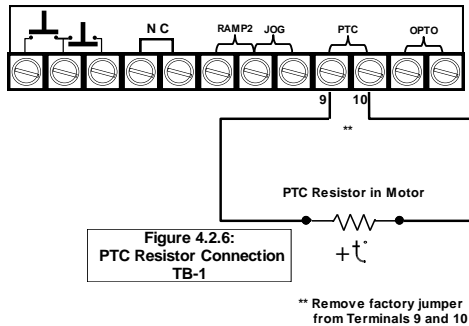 N C RAMP2 JOG PTC OPTO
9 10
**
PTC Resistor in Motor
+t°
Figure 4.2.6:
PTC Resistor Connection
TB-1
** Remove factory jumper
from Terminals 9 and 10